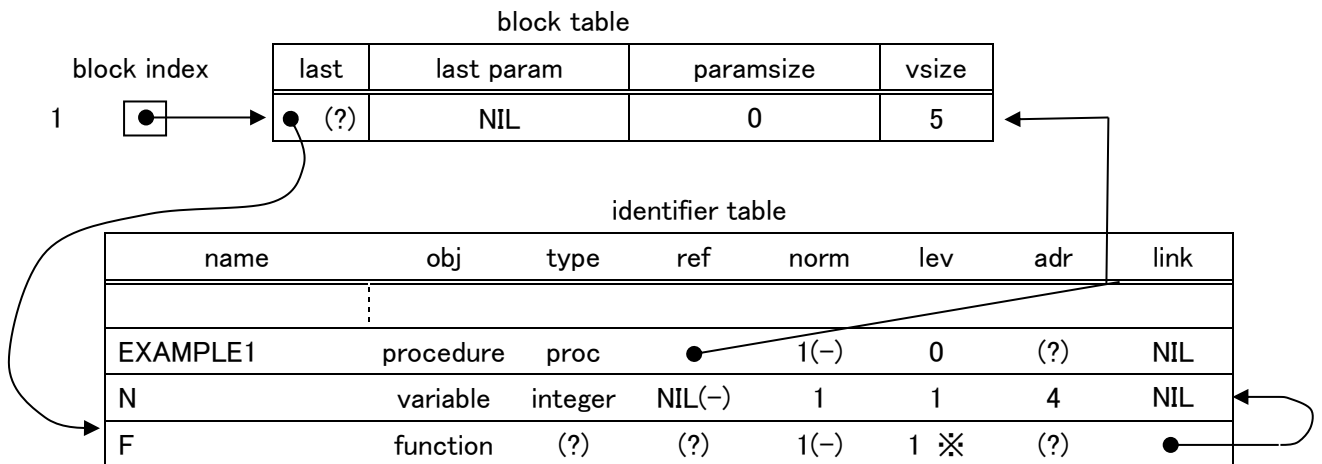 block table
block index last last param paramsize vsize
1 (?) NIL 0 5
identifier table
name obj type ref norm lev adr link
EXAMPLE1 procedure proc 1(-) 0 (?) NIL
N variable integer NIL(-) 1 1 4 NIL
F function (?) (?) 1(-) 1 ※ (?)